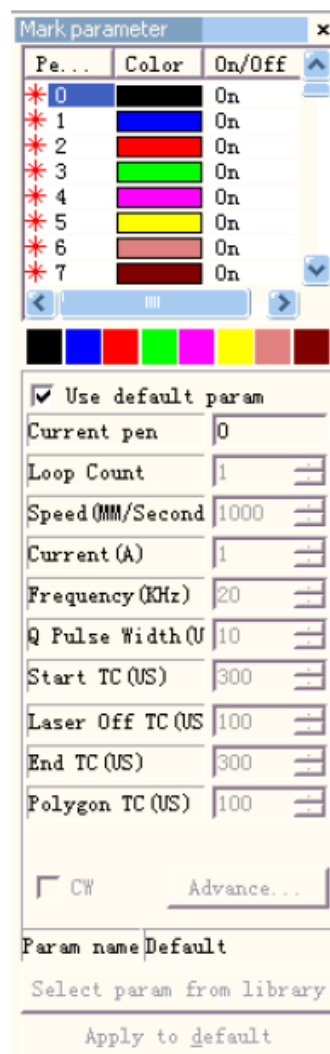 Mark parameter
Pe... Color On/Off
0 On
1 On
2 On
3 On
4 On
5 On
6 On
7 On
Use default param
Current pen 0
Loop Count 1
Speed(MM/Second 1000
Current(A) 1
Frequency(KHz) 20
Q Pulse Width(U 10
Start TC(US) 300
Laser Off TC(US 100
End TC(US) 300
Polygon TC(US) 100
CW Advance...
Param name Default
Select param from library
Apply to default